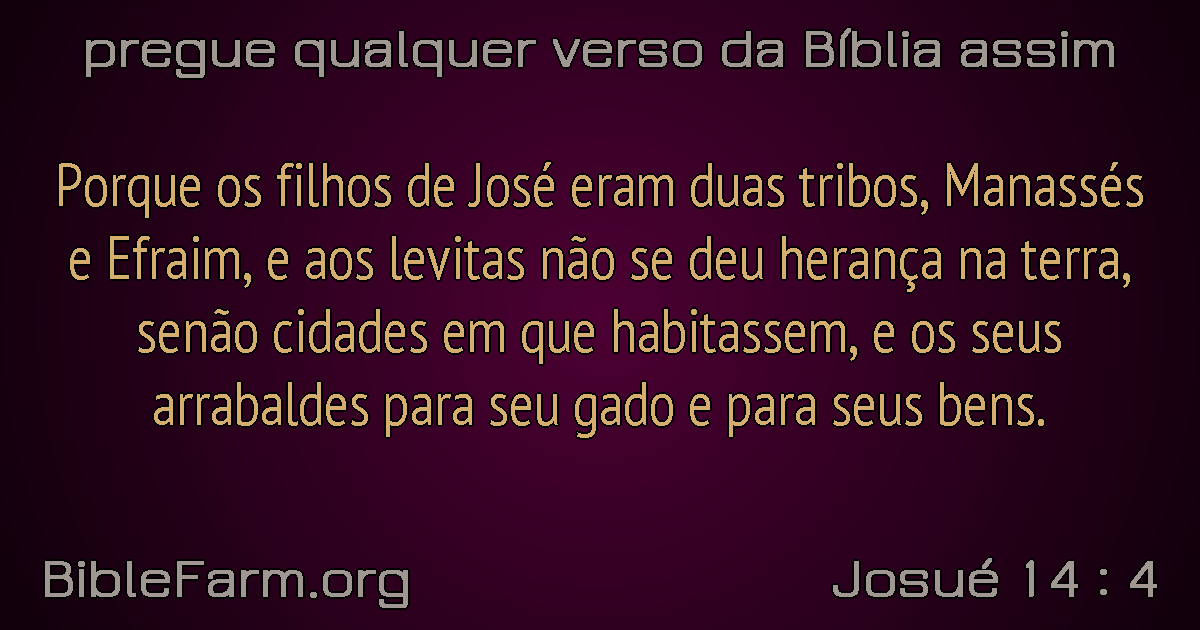 pregue qualquer verso da Bíblia assim
Porque os filhos de José eram duas tribos, Manassés
e Efraim, e aos levitas não se deu herança na terra,
senão cidades em que habitassem, e os seus
arrabaldes para seu gado e para seus bens.
BibleFarm.org
Josué 14 : 4